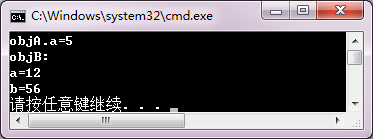 C:\Windows\system32\cmd.exe
objA.a=5
objB:
a=12
b=56
请按任意键继续. . .